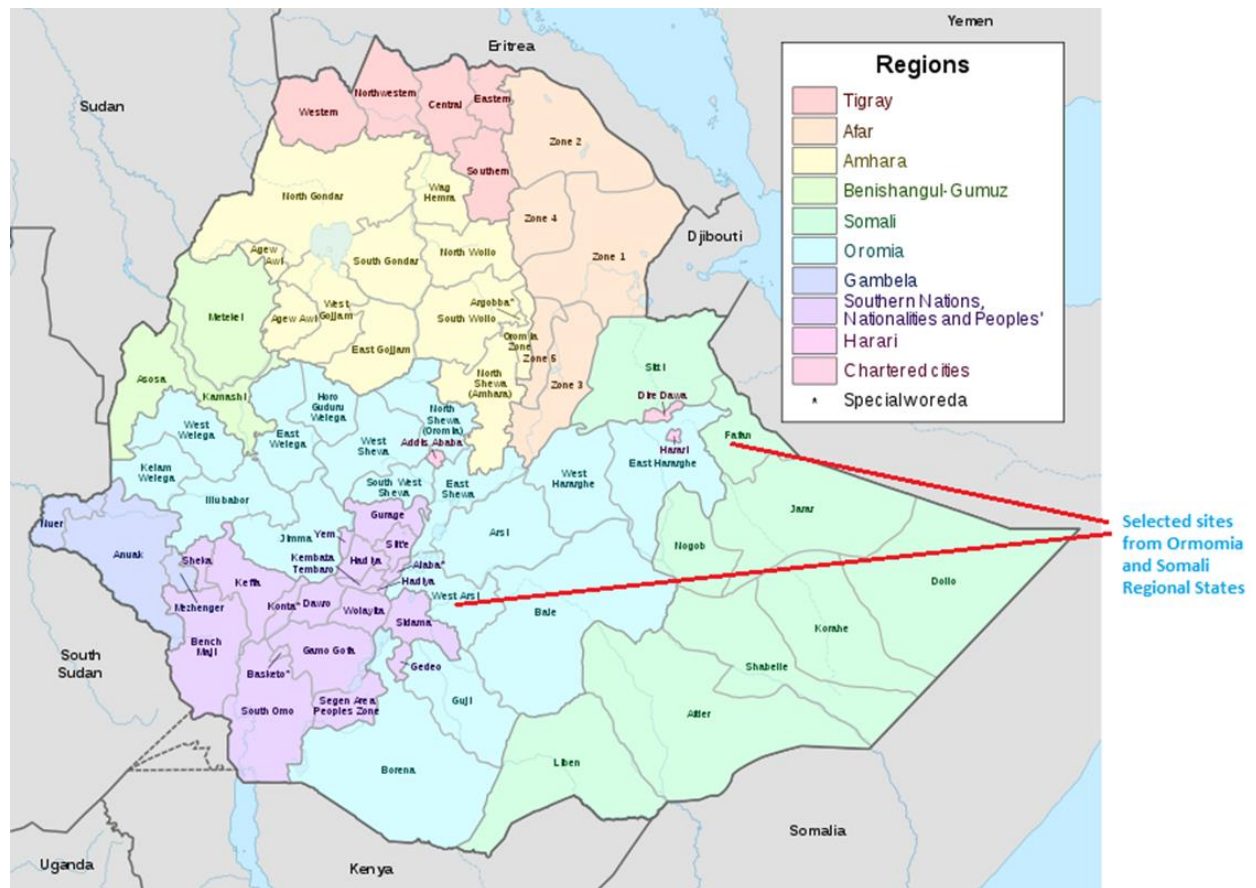 Yemen
Eritrea
Sudan
Regions
Tigray
Afar
Amhara
Benishangul-Gumuz
Somali
Oromia
Gambela
Southern Nations,
Nationalities and Peoples'
Harari
Chartered cities
* Special woreda
Western
Northwestern
Central
Eastern
Southern
Zone 2
Zone 4
Zone 1
Zone 5
Zone 3
Djibouti
North Gondar
Wag
Hemra
Agew
Awi
South Gondar
North Wollo
Metekel
Agew Awi
West
Gojjam
Argobba*
South Wollo
Oromia
Zone
East Gojjam
North
Shewa
(Amhara)
Asosa
Kamashi
Sitti
Dire Dawa
Fafan
Harari
East Hararghe
West
Hararghe
Horo
Guduru
Welega
North
Shewa
(Oromia)
Addis Ababa
West
Welega
East
Welega
West
Shewa
Kelam
Welega
Illubabor
South West
Shewa
East
Shewa
Jarar
Nogob
Dollo
Korahe
Shabelle
Afder
Liben
Selected sites
from Ormomia
and Somali
Regional States
Nuer
Anuak
Jimma
Yem
Gurage
Silt'e
Arsi
Sheka
Keffa
Kembata
Tembaro
Hadiya
Alaba*
Hadiya
West Arsi
Bale
Mezhenger
Konta*
Dawro
Wolayita
Sidama
Bench
Maji
Gamo Gofa
Basketo*
Gedeo
South Omo
Segen Area
Peoples Zone
Guji
Borena
South
Sudan
Uganda
Kenya
Somalia